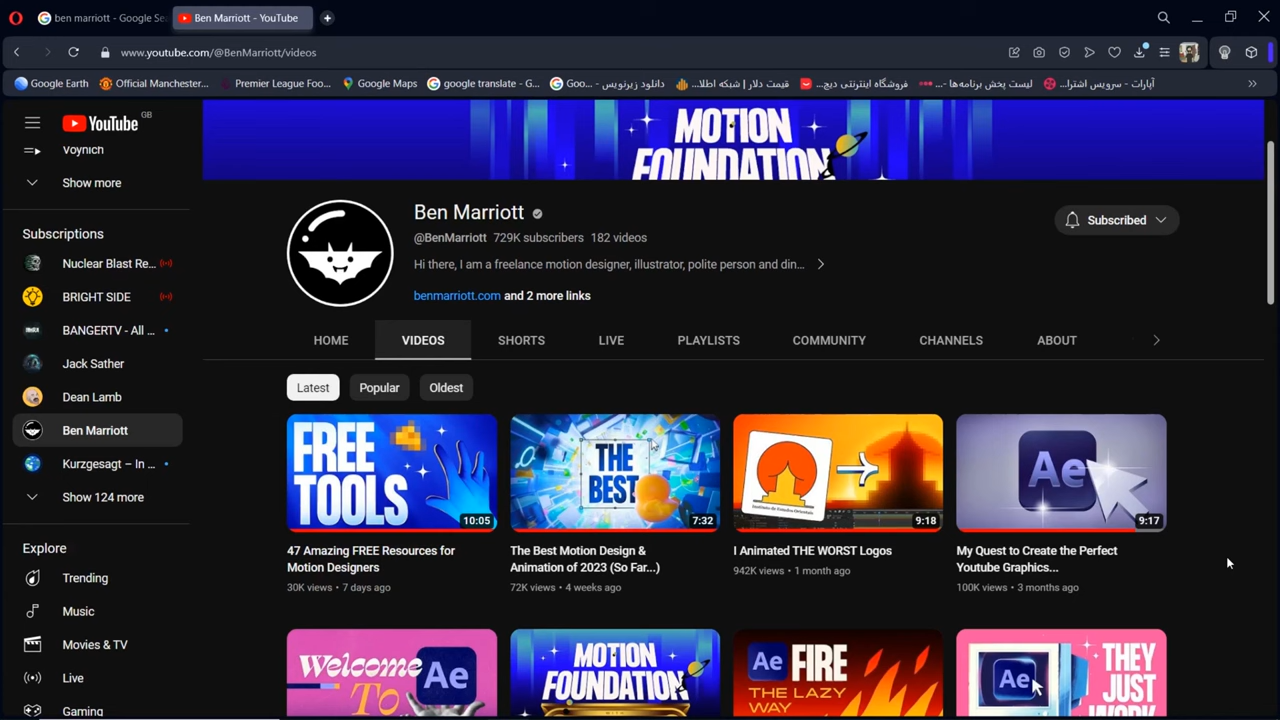 ben marriott - Google Se
Ben Marriott - YouTube
www.youtube.com/@BenMarriott/videos
Google Earth
Official Manchester...
Premier League Foo...
Google Maps
google translate - G...
Goo... - دانلود زیرنویس
قیمت دلار | شبکه اطلا...
فروشگاه اینترنتی دیج...
لیست پخش برنامه‌ها -...
آپارات - سرویس اشترا...
YouTube GB
voynich
Show more
Subscriptions
Nuclear Blast Re...
BRIGHT SIDE
BANGERTV - All ...
Jack Sather
Dean Lamb
Ben Marriott
Kurzgesagt – In ...
Show 124 more
Explore
Trending
Music
Movies & TV
Live
Gaming
MOTION
FOUNDATION
Ben Marriott
@BenMarriott 729K subscribers 182 videos
Hi there, I am a freelance motion designer, illustrator, polite person and din...
benmarriott.com and 2 more links
Subscribed
HOME
VIDEOS
SHORTS
LIVE
PLAYLISTS
COMMUNITY
CHANNELS
ABOUT
Latest
Popular
Oldest
FREE
TOOLS
10:05
47 Amazing FREE Resources for
Motion Designers
30K views • 7 days ago
THE
BEST
7:32
The Best Motion Design &
Animation of 2023 (So Far...)
72K views • 4 weeks ago
Instituto de Estudos Orientais
9:18
I Animated THE WORST Logos
942K views • 1 month ago
Ae
9:17
My Quest to Create the Perfect
Youtube Graphics...
100K views • 3 months ago
Welcome
To
Ae
MOTION
FOUNDATION
Ae FIRE
THE LAZY
WAY
Ae
THEY
JUST
WORK